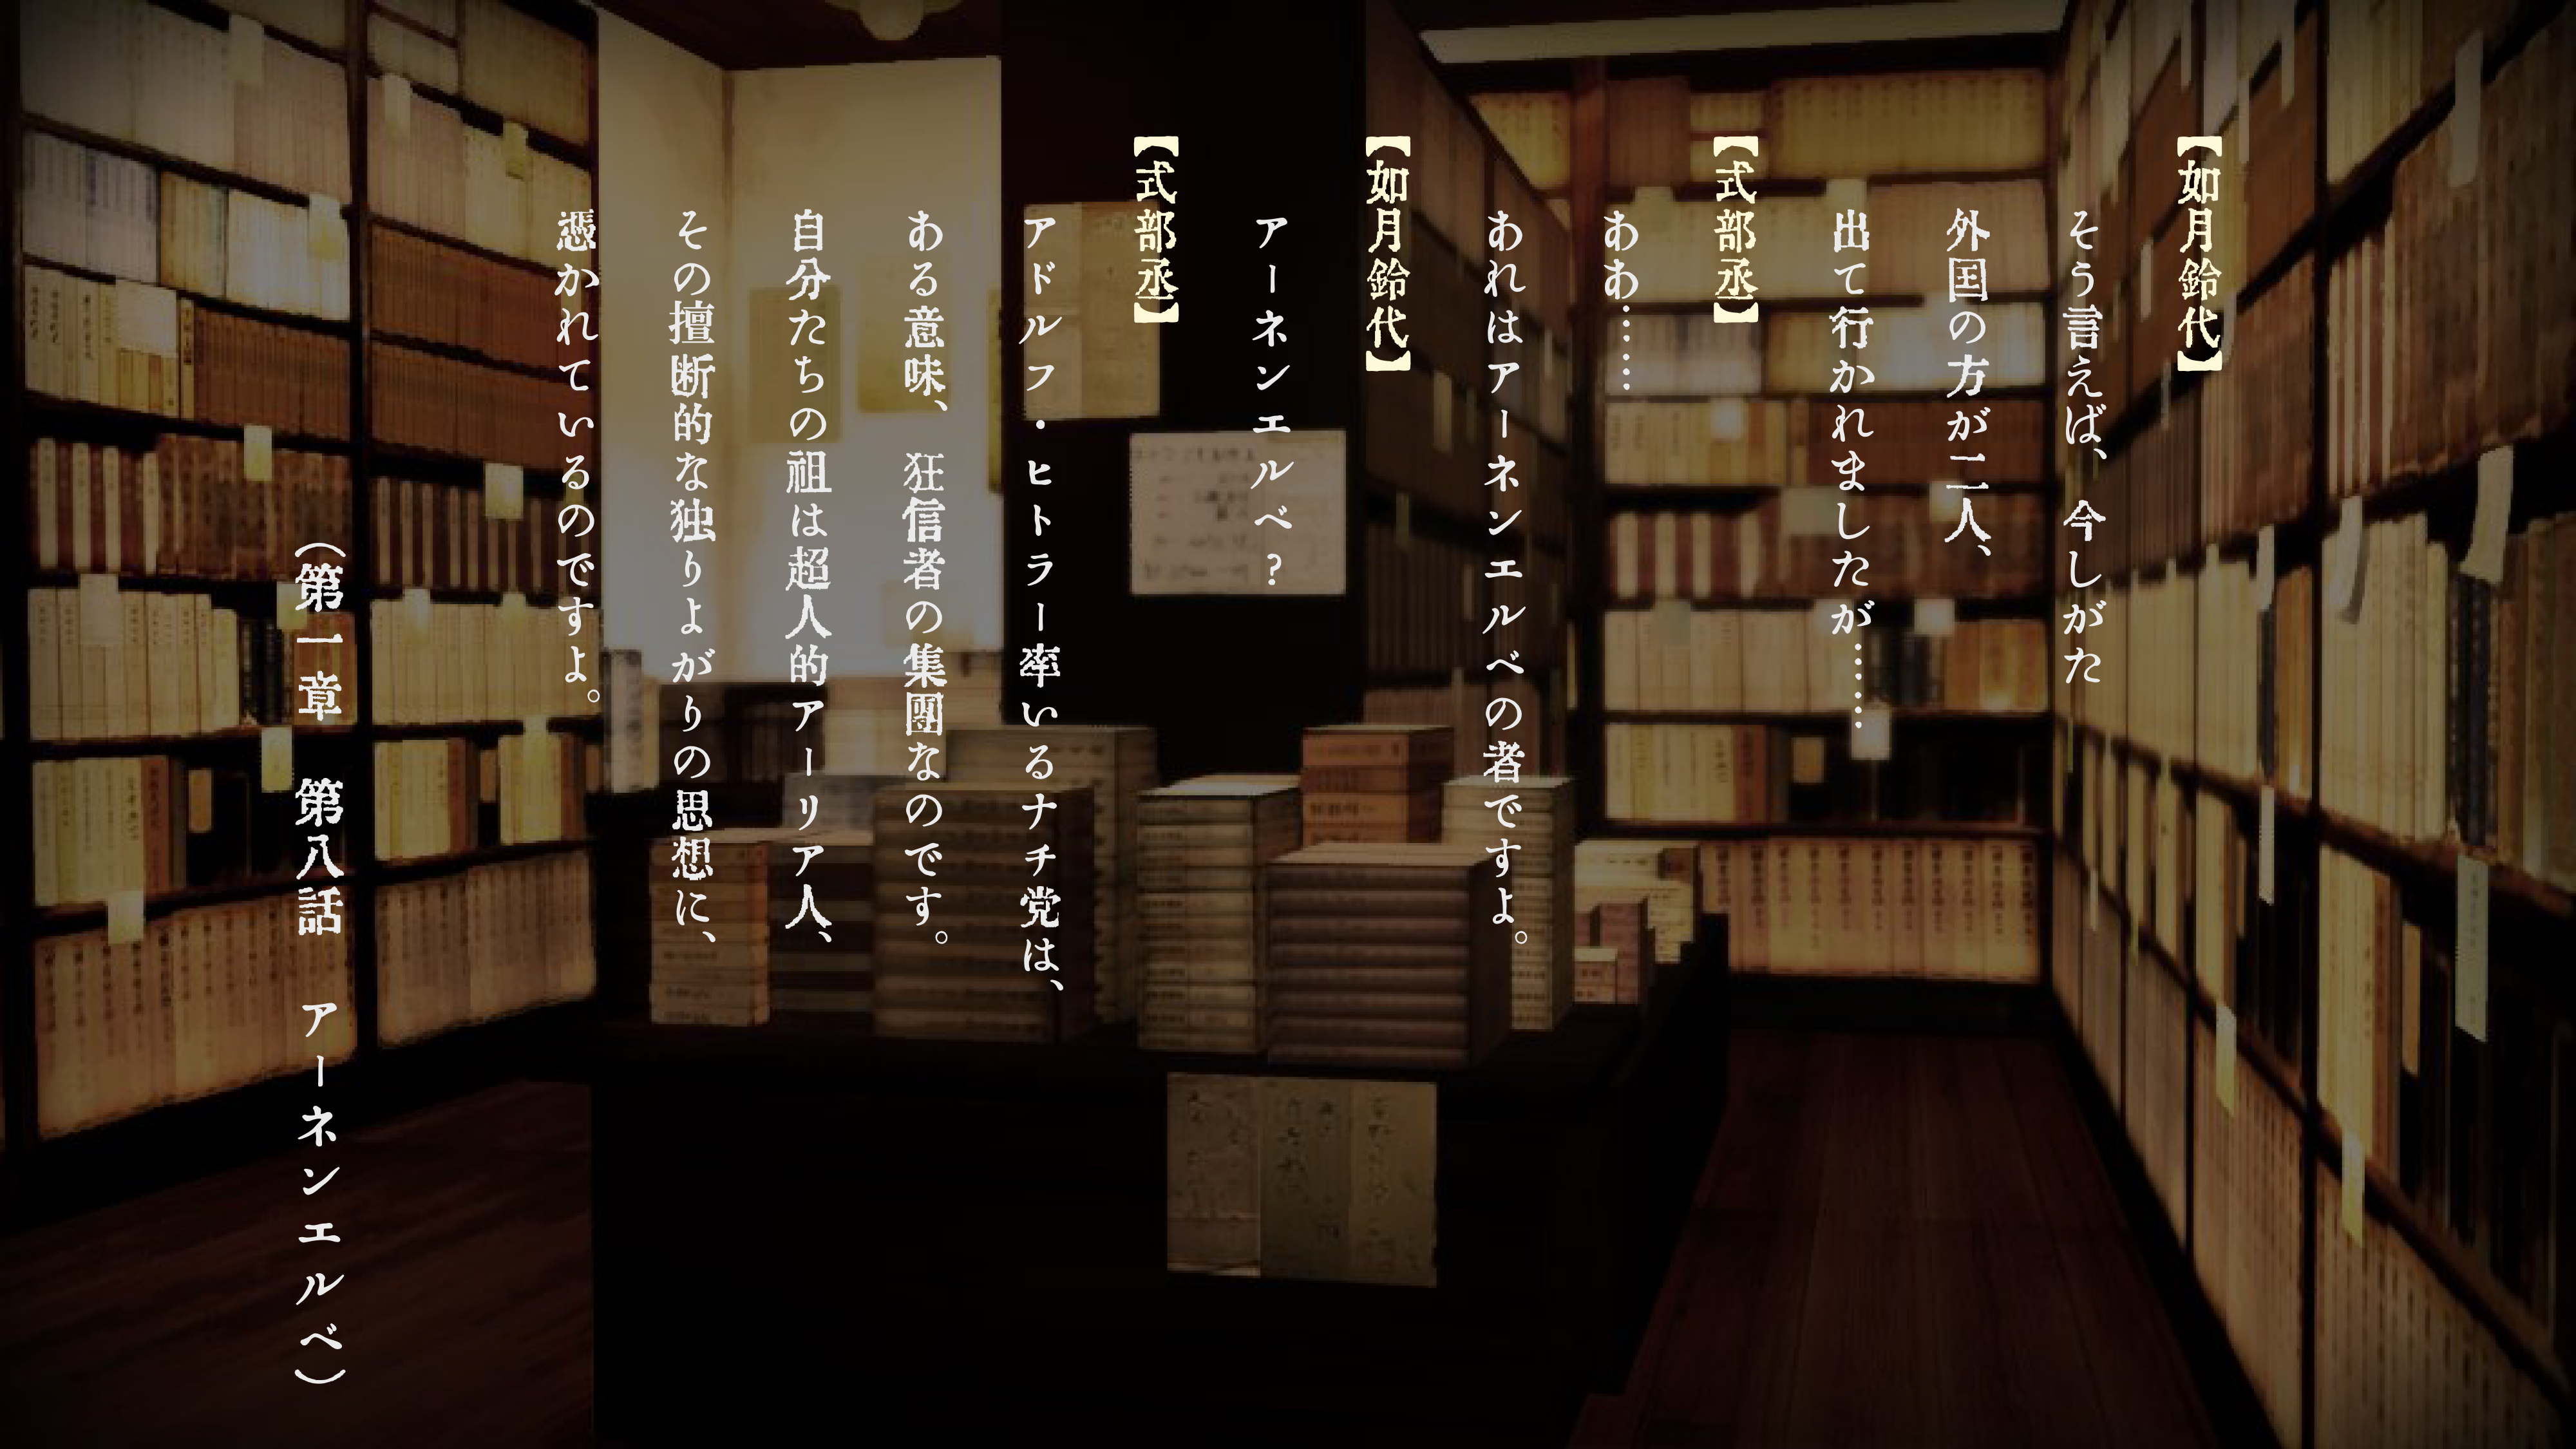 【如月鈴代】
そう言えば、今しがた
外国の方が二人、
出て行かれましたが……
【式部丞】
ああ……
あれはアーネンエルベの者ですよ。
【如月鈴代】
アーネンエルベ？
【式部丞】
アドルフ・ヒトラー率いるナチ党は、
ある意味、狂信者の集團なのです。
自分たちの祖は超人的アーリア人、
その擅断的な独りよがりの思想に、
憑かれているのですよ。
（第一章　第八話　アーネンエルベ）